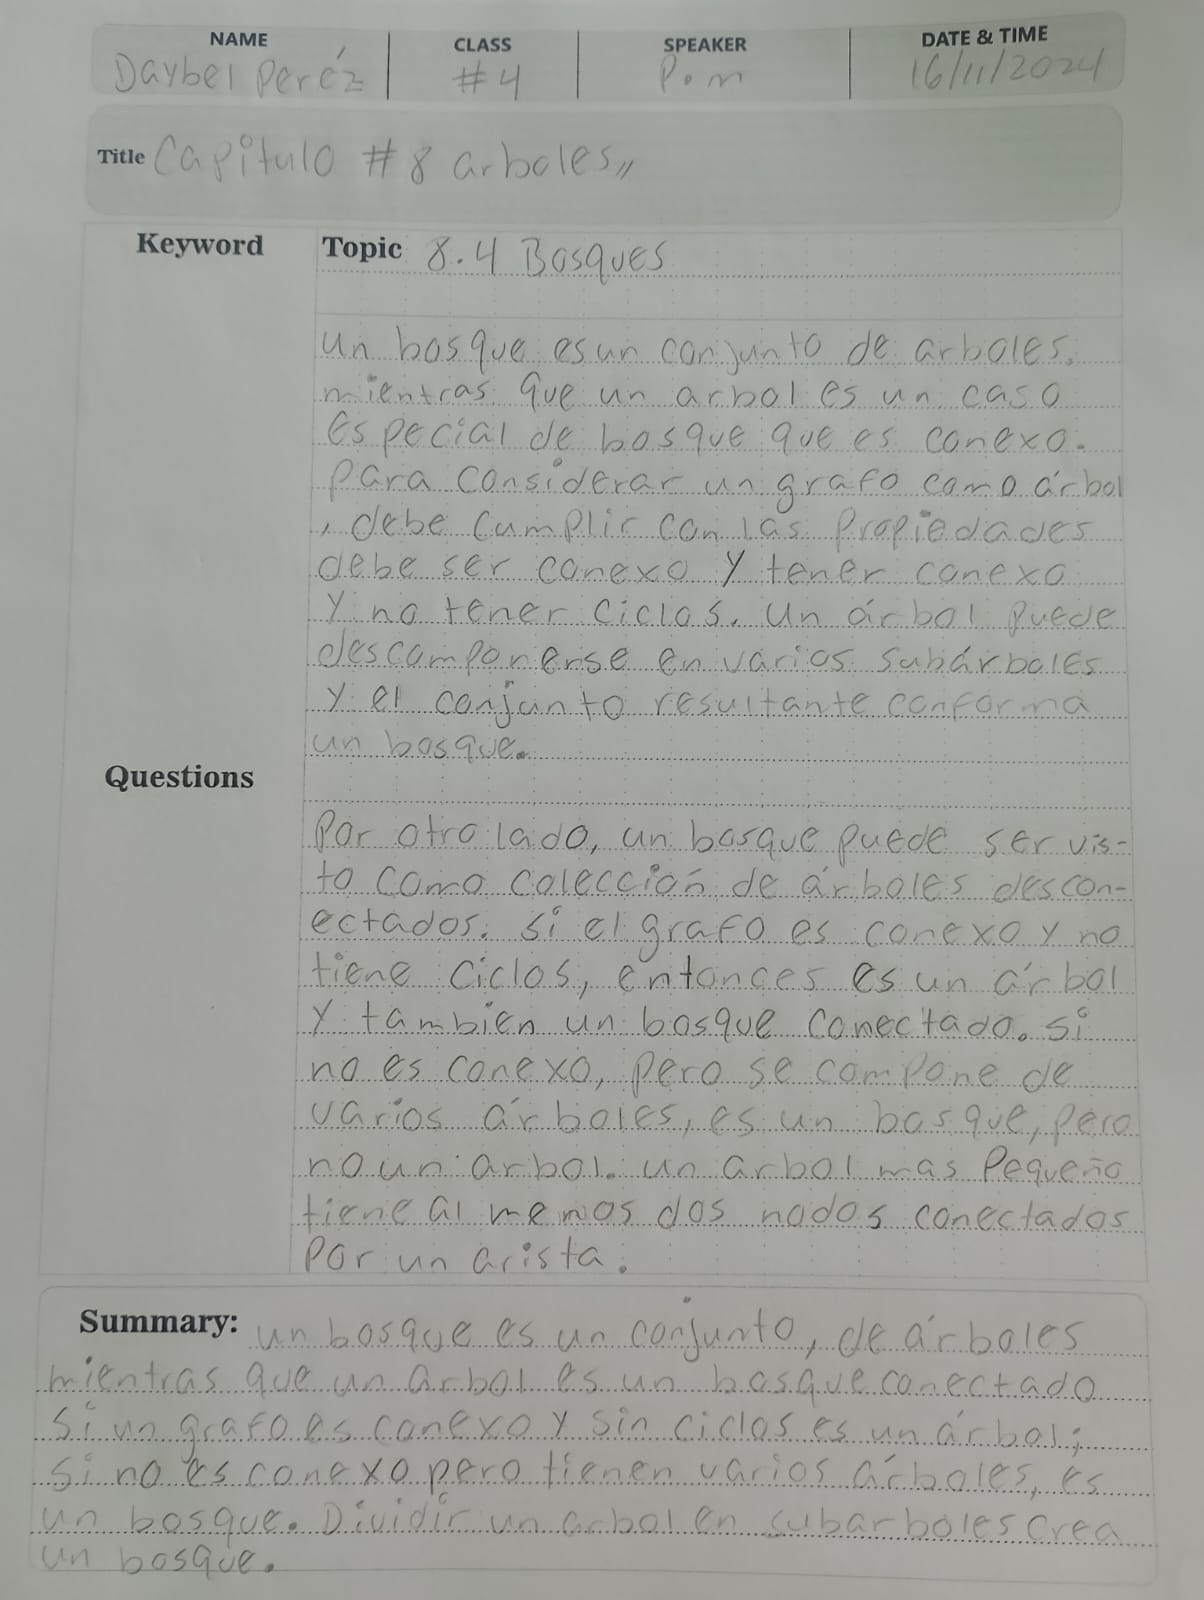 NAME CLASS SPEAKER DATE & TIME
Daybel Peréz #4 P.m 16/11/2024
Title Capitulo #8 arboles,,
Keyword Topic 8.4 Bosques
un bosque es un conjunto de arboles.
mientras que un arbol es un caso
especial de bosque que es conexo.
para considerar un grafo como árbol
, debe cumplir con las propiedades
debe ser conexo y tener conexo
y no tener ciclos. un árbol puede
descomponerse en varios subárboles
y el conjunto resultante conforma
un bosque.
Questions
Por otro lado, un bosque puede ser vis-
to como colección de árboles descon-
ectados. si el grafo es conexo y no
tiene ciclos, entonces es un árbol
y tambien un bosque conectado. si
no es conexo, pero se compone de
varios árboles, es un bosque, pero
no un arbol. un arbol mas pequeño
tiene al menos dos nodos conectados
por un arista.
Summary: un bosque es un conjunto, de árboles
mientras que un arbol es un bosque conectado
si un grafo es conexo y sin ciclos es un árbol;
si no es conexo pero tienen varios árboles, es
un bosque. Dividir un arbol en subarboles crea
un bosque.